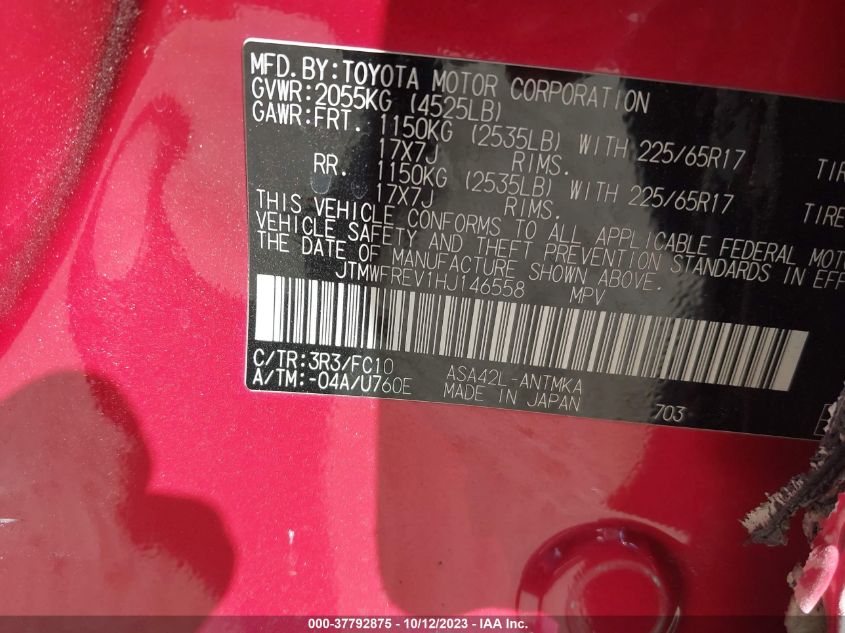 MFD.BY:TOYOTA MOTOR CORPORATION
GVWR:2055KG (4525LB)
GAWR:FRT. 1150KG (2535LB) WITH 225/65R17 TIR
17X7J RIMS.
RR. 1150KG (2535LB) WITH 225/65R17 TIRE
17X7J RIMS.
THIS VEHICLE CONFORMS TO ALL APPLICABLE FEDERAL MOT
VEHICLE SAFETY AND THEFT PREVENTION STANDARDS IN EFF
THE DATE OF MANUFACTURE SHOWN ABOVE.
JTMWFREV1HJ146558 MPV
C/TR:3R3/FC10 ASA42L-ANTMKA
A/TM:-04A/U760E MADE IN JAPAN 703
000-37792875 - 10/12/2023 - IAA Inc.